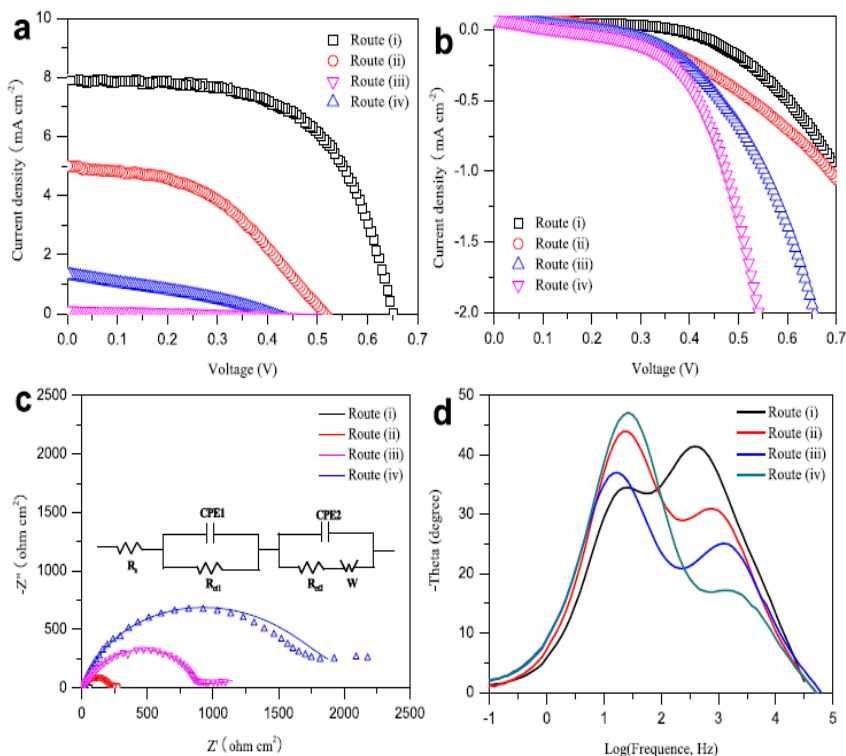 a
10
8
6
4
2
0
0.0 0.1 0.2 0.3 0.4 0.5 0.6 0.7
Current density ( mA cm-2)
Voltage (V)
Route (i)
Route (ii)
Route (iii)
Route (iv)
b
0.0
-0.5
-1.0
-1.5
-2.0
0.0 0.1 0.2 0.3 0.4 0.5 0.6 0.7
Current density ( mA cm-2)
Voltage (V)
Route (i)
Route (ii)
Route (iii)
Route (iv)
c
2500
2000
1500
1000
500
0
0 500 1000 1500 2000 2500
-Z'' ( ohm cm2)
Z' ( ohm cm2)
Route (i)
Route (ii)
Route (iii)
Route (iv)
CPE1 CPE2
Rs Rct1 Rct2 W
d
50
40
30
20
10
0
-1 0 1 2 3 4 5
-Theta (degree)
Log(Frequence, Hz)
Route (i)
Route (ii)
Route (iii)
Route (iv)